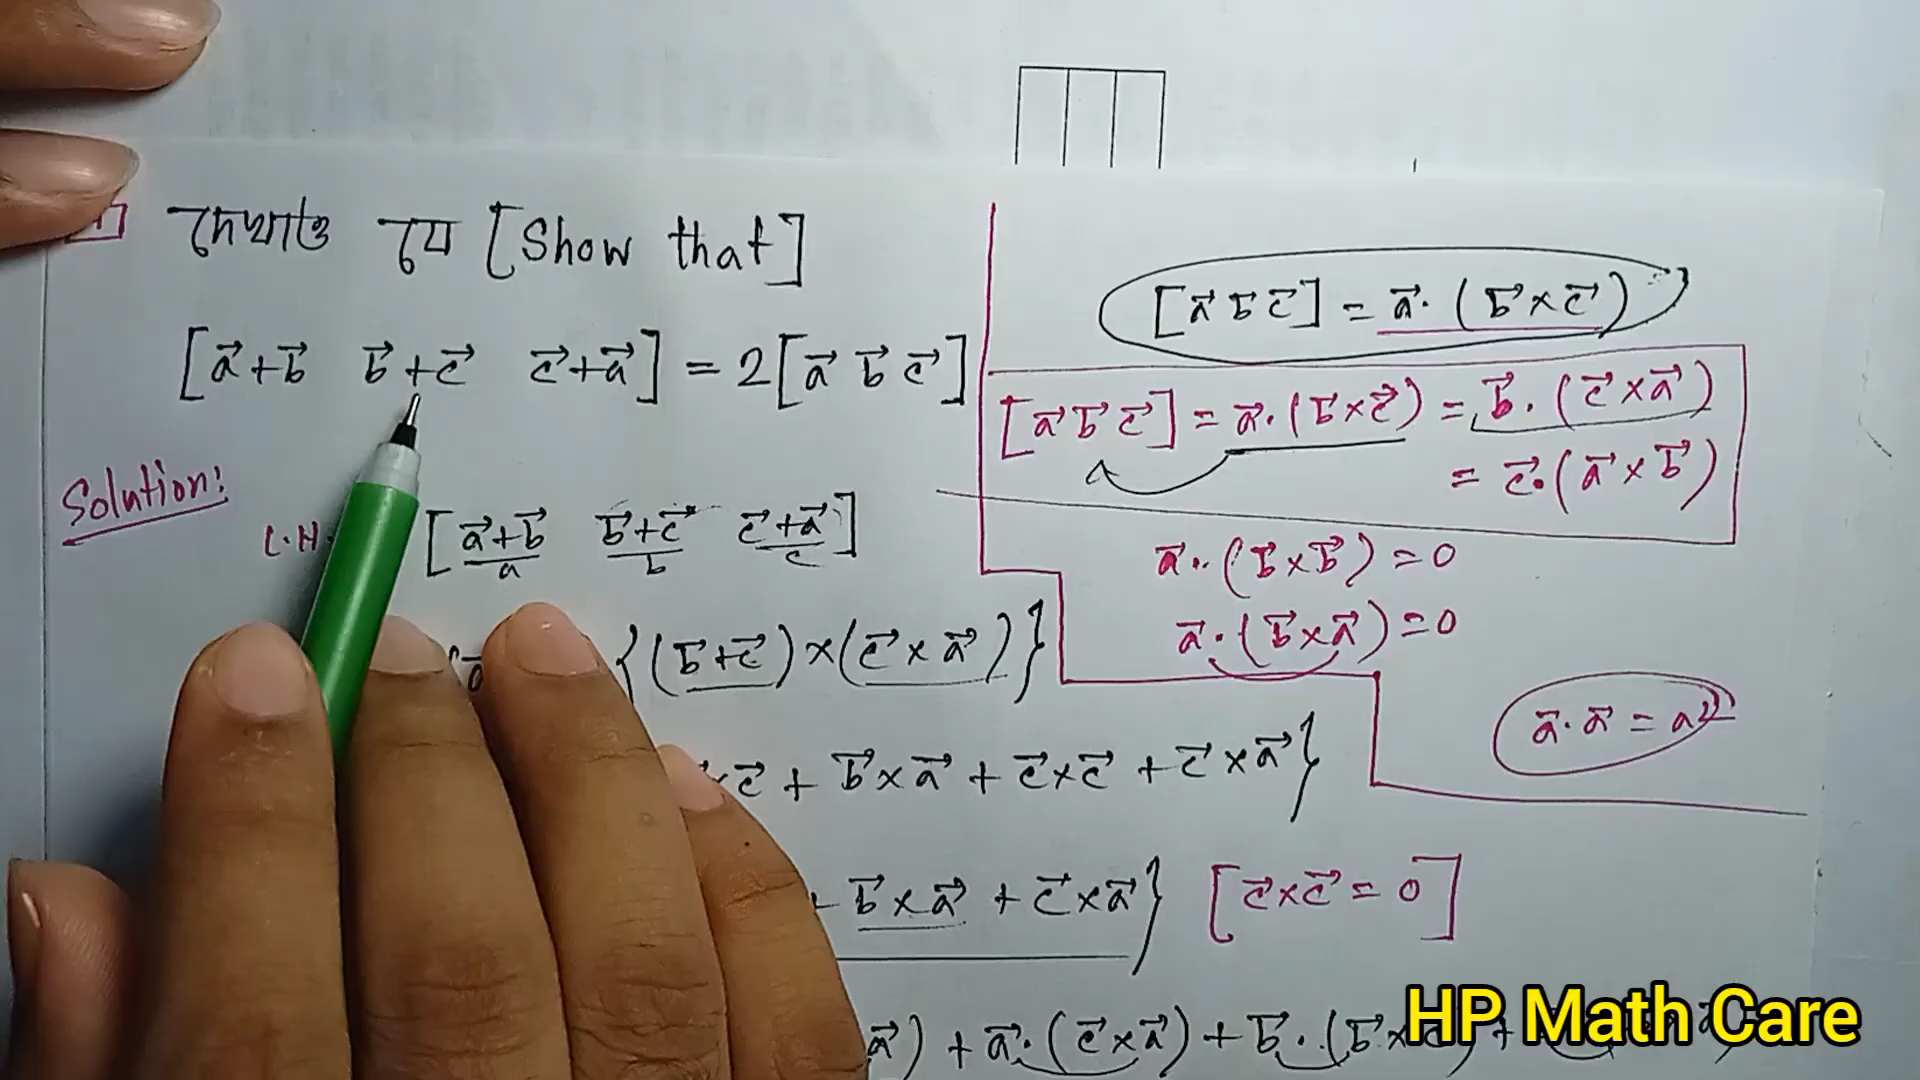 দেখাও যে [Show that]
[a⃗+b⃗ b⃗+c⃗ c⃗+a⃗] = 2[a⃗ b⃗ c⃗]
Solution:
L.H. [a⃗+b⃗ b⃗+c⃗ c⃗+a⃗]
a b c
{(b⃗+c⃗)×(c⃗×a⃗)}
×c⃗ + b⃗×a⃗ + c⃗×c⃗ + c⃗×a⃗}
+ b⃗×a⃗ + c⃗×a⃗} [c⃗×c⃗ = 0]
a⃗) + a⃗·(c⃗×a⃗) + b⃗·(b⃗×c⃗) +
[a⃗ b⃗ c⃗] = a⃗·(b⃗×c⃗)
[a⃗ b⃗ c⃗] = a⃗·(b⃗×c⃗) = b⃗·(c⃗×a⃗)
= c⃗·(a⃗×b⃗)
a⃗·(b⃗×b⃗) = 0
a⃗·(b⃗×a⃗) = 0
a⃗·a⃗ = a²
HP Math Care